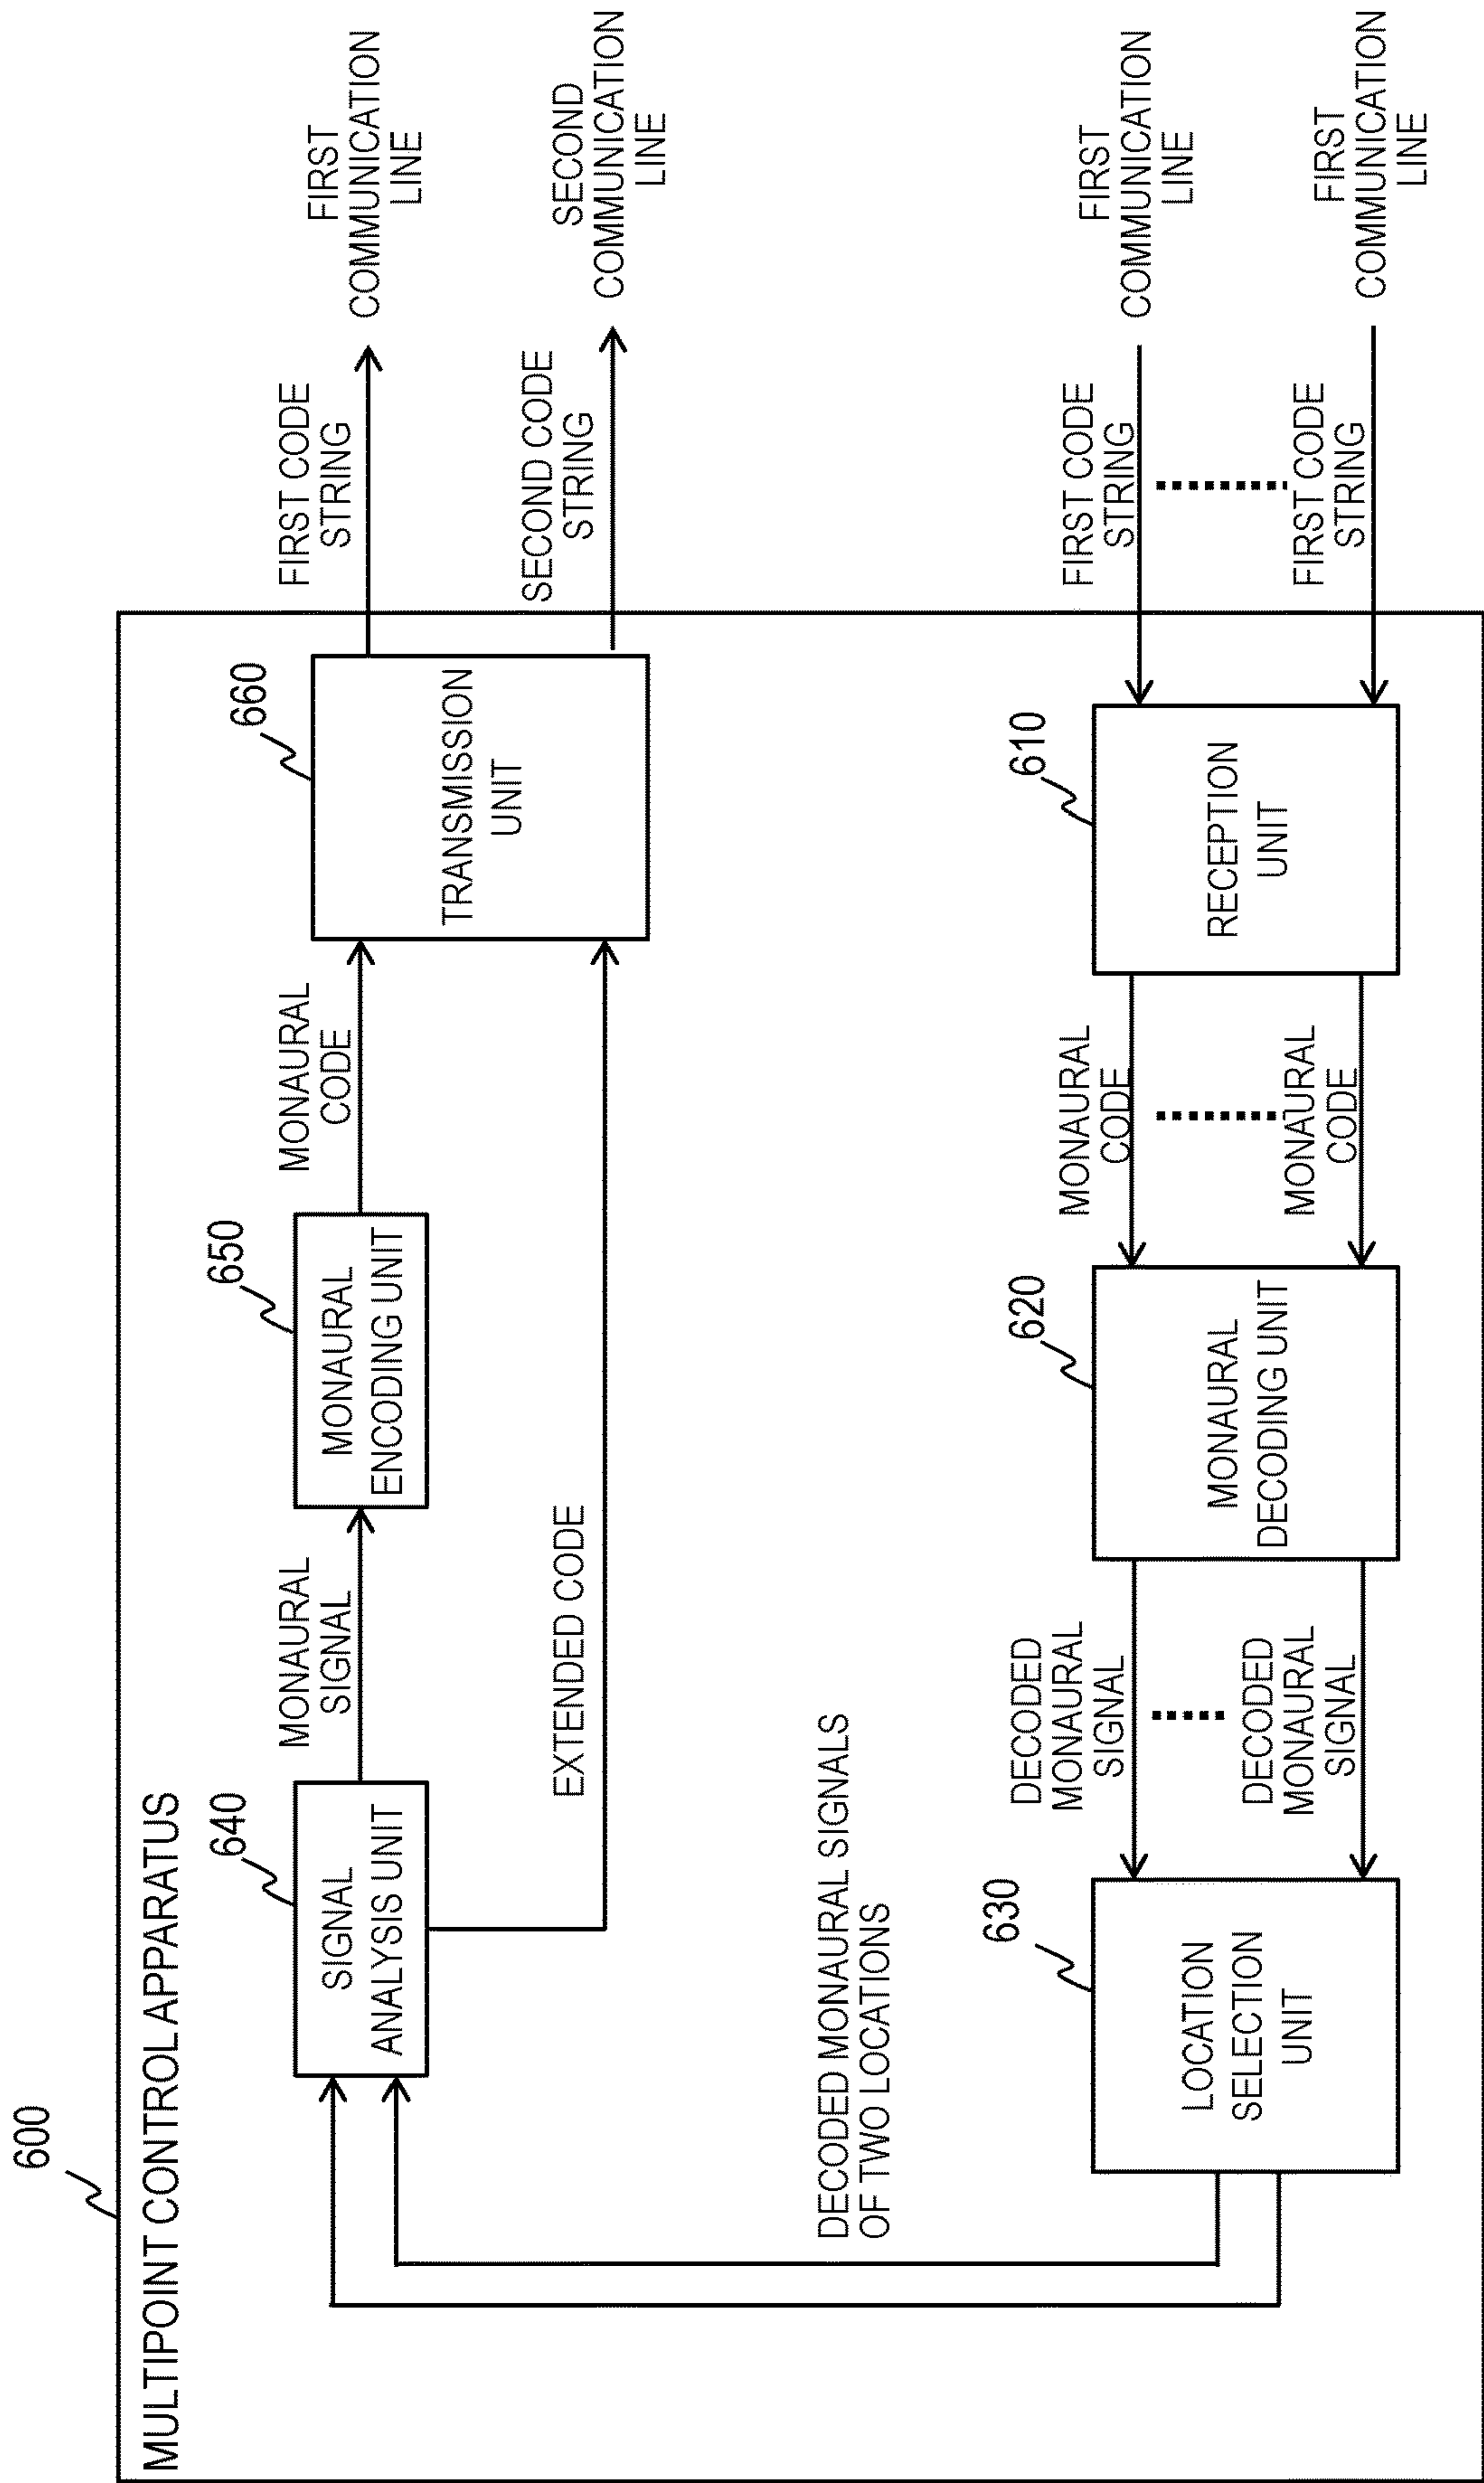 600
MULTIPOINT CONTROL APPARATUS
640
SIGNAL
ANALYSIS UNIT
MONAURAL
SIGNAL
650
MONAURAL
ENCODING UNIT
MONAURAL
CODE
660
TRANSMISSION
UNIT
FIRST CODE
STRING
FIRST
COMMUNICATION
LINE
EXTENDED CODE
SECOND CODE
STRING
SECOND
COMMUNICATION
LINE
DECODED MONAURAL SIGNALS
OF TWO LOCATIONS
630
LOCATION
SELECTION
UNIT
DECODED
MONAURAL
SIGNAL
DECODED
MONAURAL
SIGNAL
620
MONAURAL
DECODING UNIT
MONAURAL
CODE
MONAURAL
CODE
610
RECEPTION
UNIT
FIRST CODE
STRING
FIRST CODE
STRING
FIRST
COMMUNICATION
LINE
FIRST
COMMUNICATION
LINE